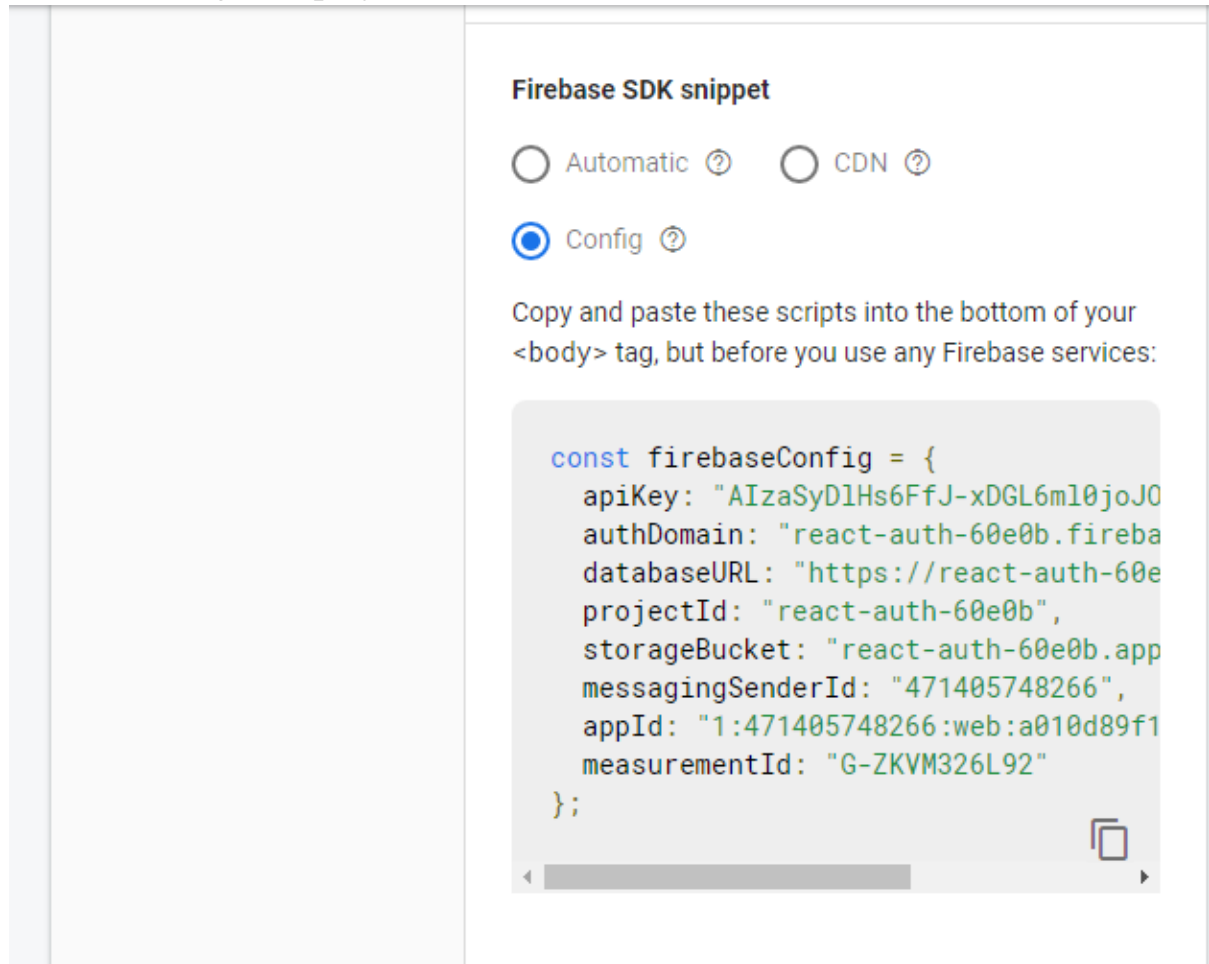 Firebase SDK snippet
Automatic CDN
Config
Copy and paste these scripts into the bottom of your
<body> tag, but before you use any Firebase services:
const firebaseConfig = {
apiKey: "AIzaSyDlHs6FfJ-xDGL6ml0joJO
authDomain: "react-auth-60e0b.fireba
databaseURL: "https://react-auth-60e
projectId: "react-auth-60e0b",
storageBucket: "react-auth-60e0b.app
messagingSenderId: "471405748266",
appId: "1:471405748266:web:a010d89f1
measurementId: "G-ZKVM326L92"
};